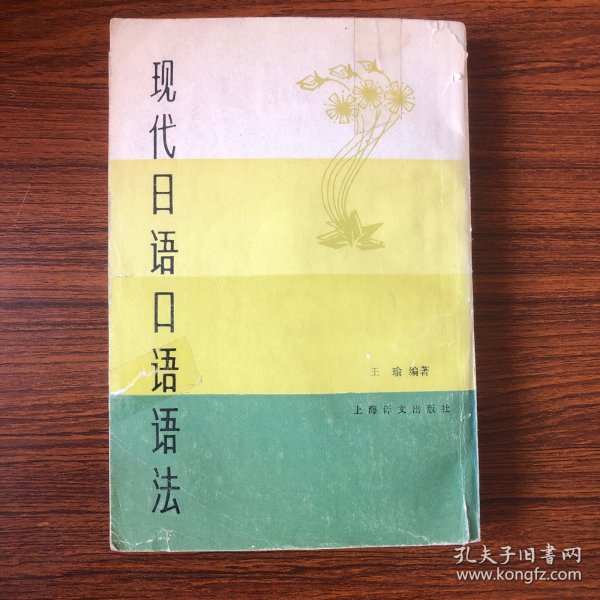 现代日语口语语法
王 瑜 编著
上海译文出版社
孔夫子旧书网
www.kongfz.com